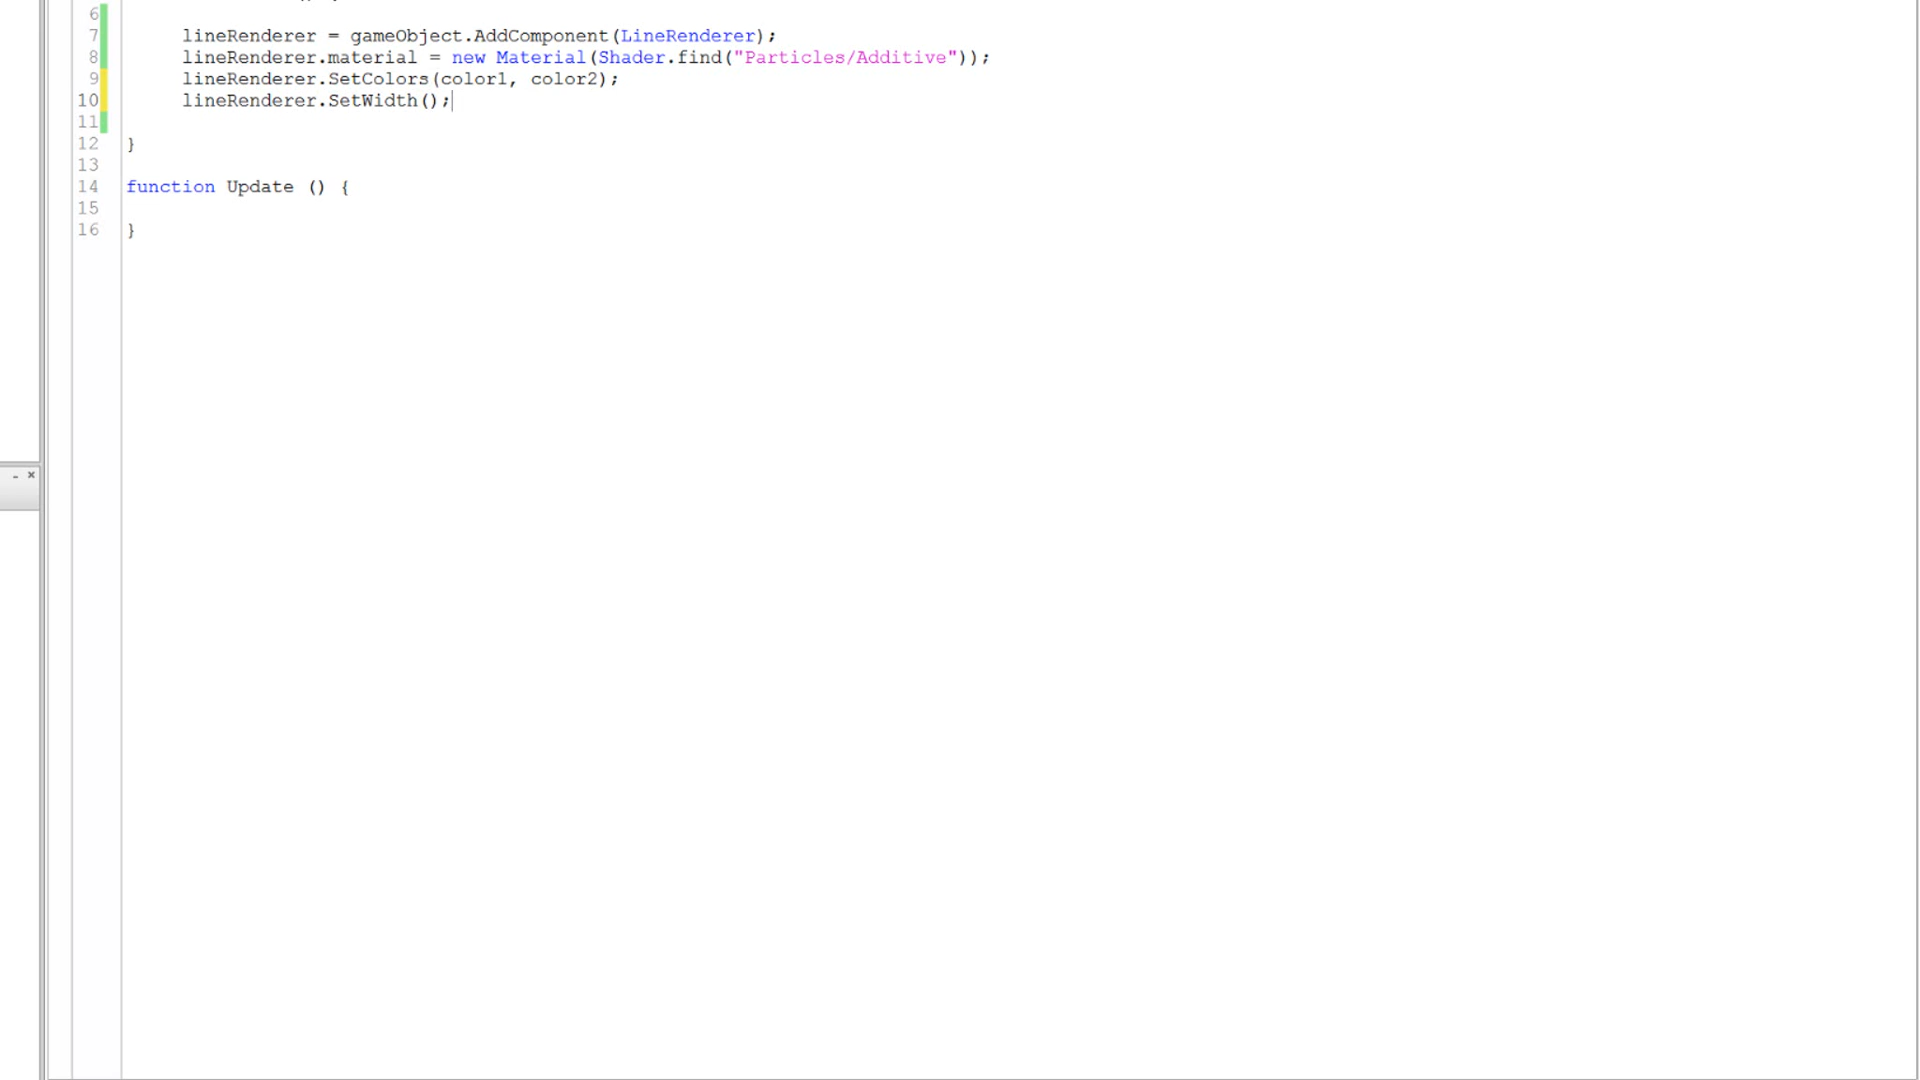 6
7 lineRenderer = gameObject.AddComponent(LineRenderer);
8 lineRenderer.material = new Material(Shader.find("Particles/Additive"));
9 lineRenderer.SetColors(color1, color2);
10 lineRenderer.SetWidth();
11
12 }
13
14 function Update () {
15
16 }